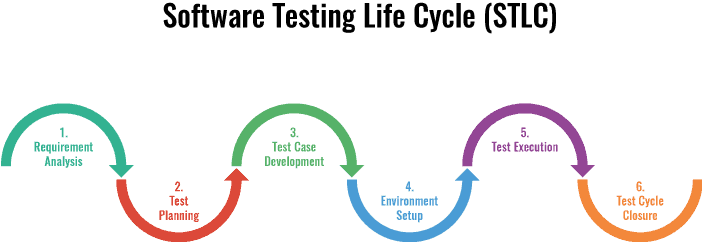 Software Testing Life Cycle (STLC)
1.
Requirement
Analysis
2.
Test
Planning
3.
Test Case
Development
4.
Environment
Setup
5.
Test Execution
6.
Test Cycle
Closure